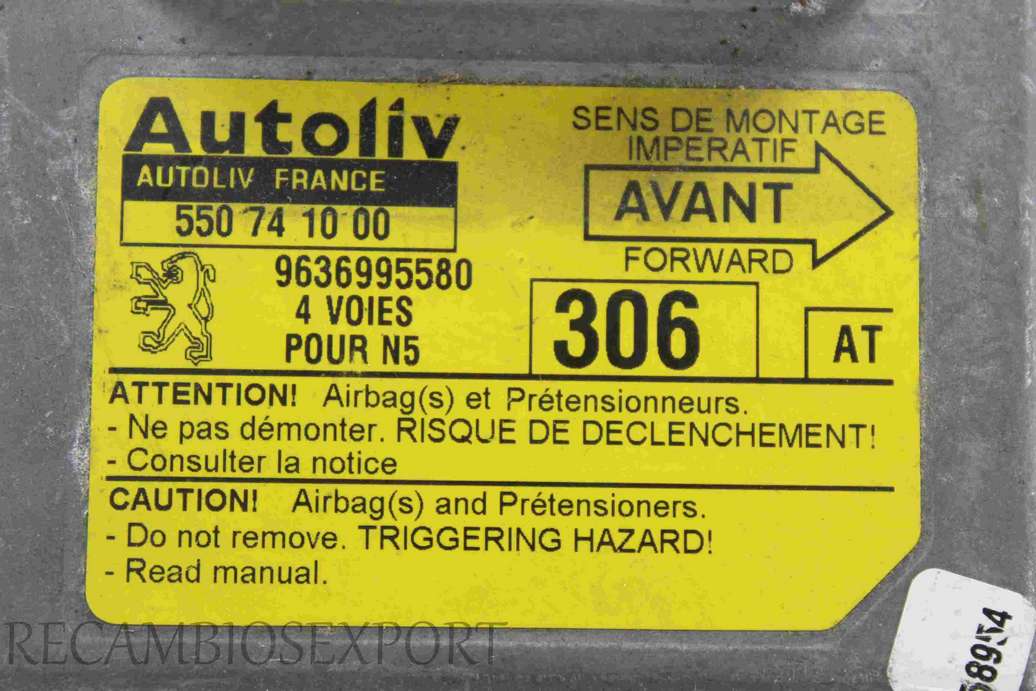 Autoliv
AUTOLIV FRANCE
550 74 10 00
9636995580
4 VOIES
POUR N5
SENS DE MONTAGE
IMPERATIF
AVANT
FORWARD
306
AT
ATTENTION! Airbag(s) et Prétensionneurs.
- Ne pas démonter. RISQUE DE DECLENCHEMENT!
- Consulter la notice
CAUTION! Airbag(s) and Prétensioners.
- Do not remove. TRIGGERING HAZARD!
- Read manual.
RECAMBIOSEXPORT